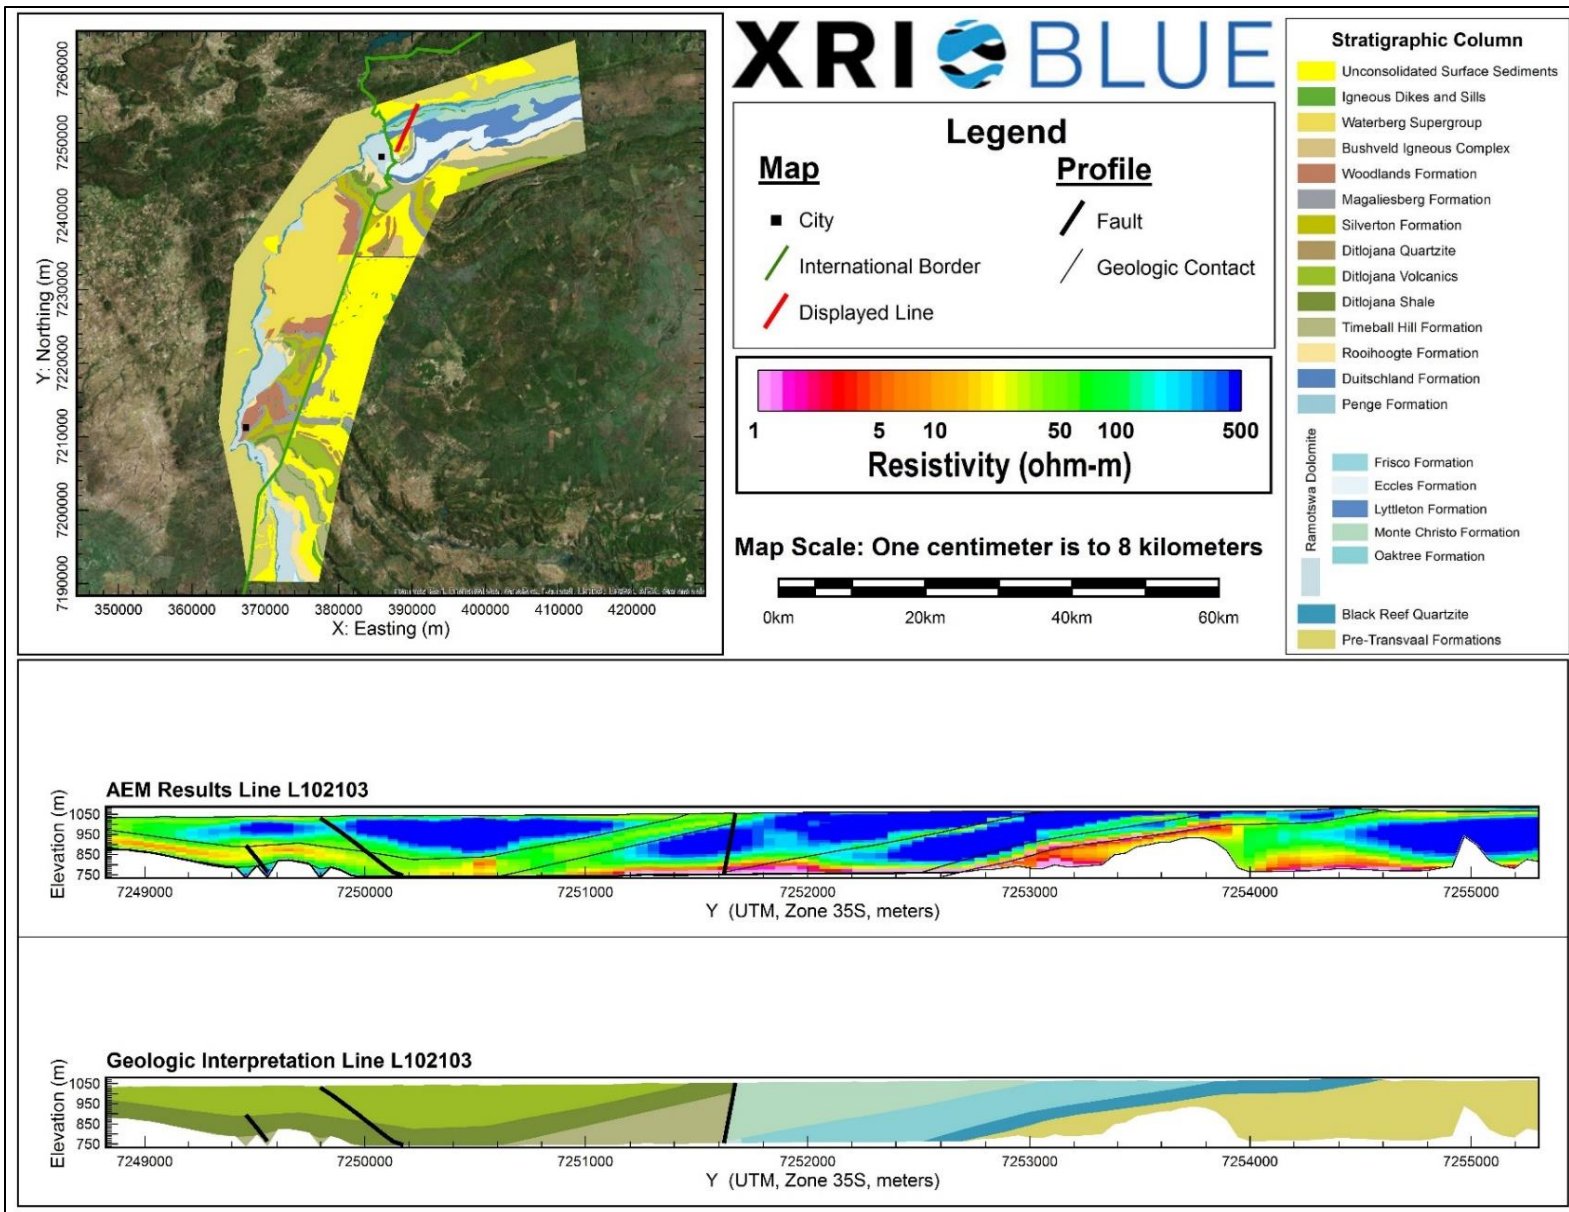 7260000
7250000
7240000
7230000
7220000
7210000
7200000
7190000
Y: Northing (m)
350000 360000 370000 380000 390000 400000 410000 420000
X: Easting (m)
XRI BLUE
Legend
Map
City
International Border
Displayed Line
Profile
Fault
Geologic Contact
1 5 10 50 100 500
Resistivity (ohm-m)
Map Scale: One centimeter is to 8 kilometers
0km 20km 40km 60km
Stratigraphic Column
Unconsolidated Surface Sediments
Igneous Dikes and Sills
Waterberg Supergroup
Bushveld Igneous Complex
Woodlands Formation
Magaliesberg Formation
Silverton Formation
Ditlojana Quartzite
Ditlojana Volcanics
Ditlojana Shale
Timeball Hill Formation
Rooihoogte Formation
Duitschland Formation
Penge Formation
Ramotswa Dolomite
Frisco Formation
Eccles Formation
Lyttleton Formation
Monte Christo Formation
Oaktree Formation
Black Reef Quartzite
Pre-Transvaal Formations
AEM Results Line L102103
Elevation (m)
1050
950
850
750
7249000 7250000 7251000 7252000 7253000 7254000 7255000
Y (UTM, Zone 35S, meters)
Geologic Interpretation Line L102103
Elevation (m)
1050
950
850
750
7249000 7250000 7251000 7252000 7253000 7254000 7255000
Y (UTM, Zone 35S, meters)